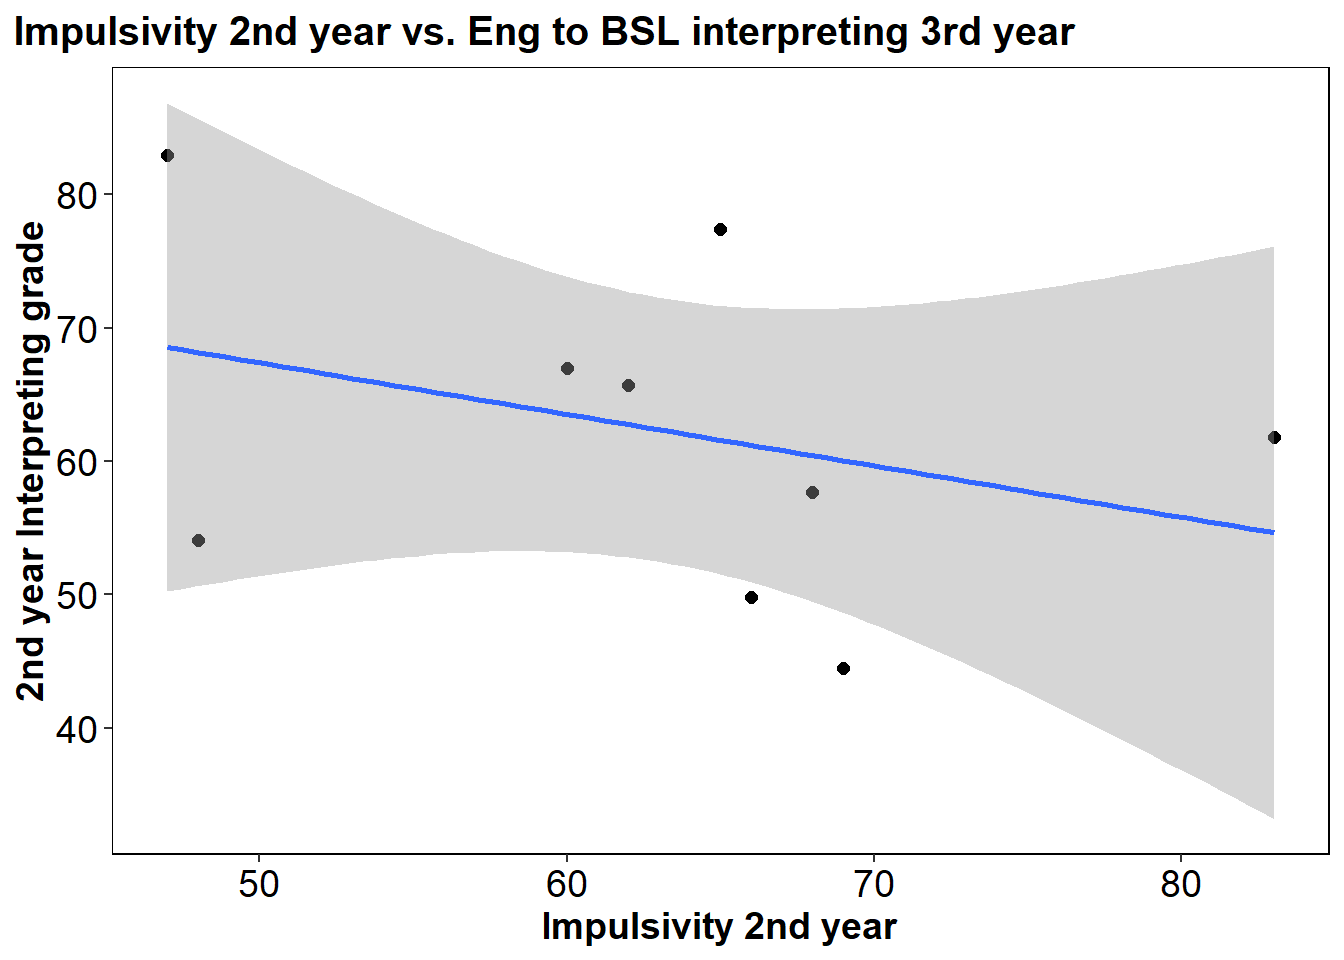 Impulsivity 2nd year vs. Eng to BSL interpreting 3rd year
2nd year Interpreting grade
80
70
60
50
40
50 60 70 80
Impulsivity 2nd year